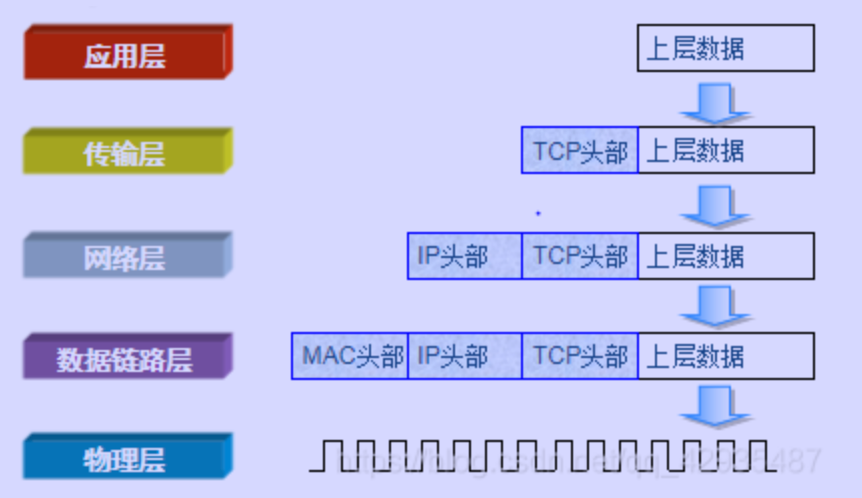 应用层 上层数据
传输层 TCP头部 上层数据
网络层 IP头部 TCP头部 上层数据
数据链路层 MAC头部 IP头部 TCP头部 上层数据
物理层
https://blog.csdn.net/qq_42935487